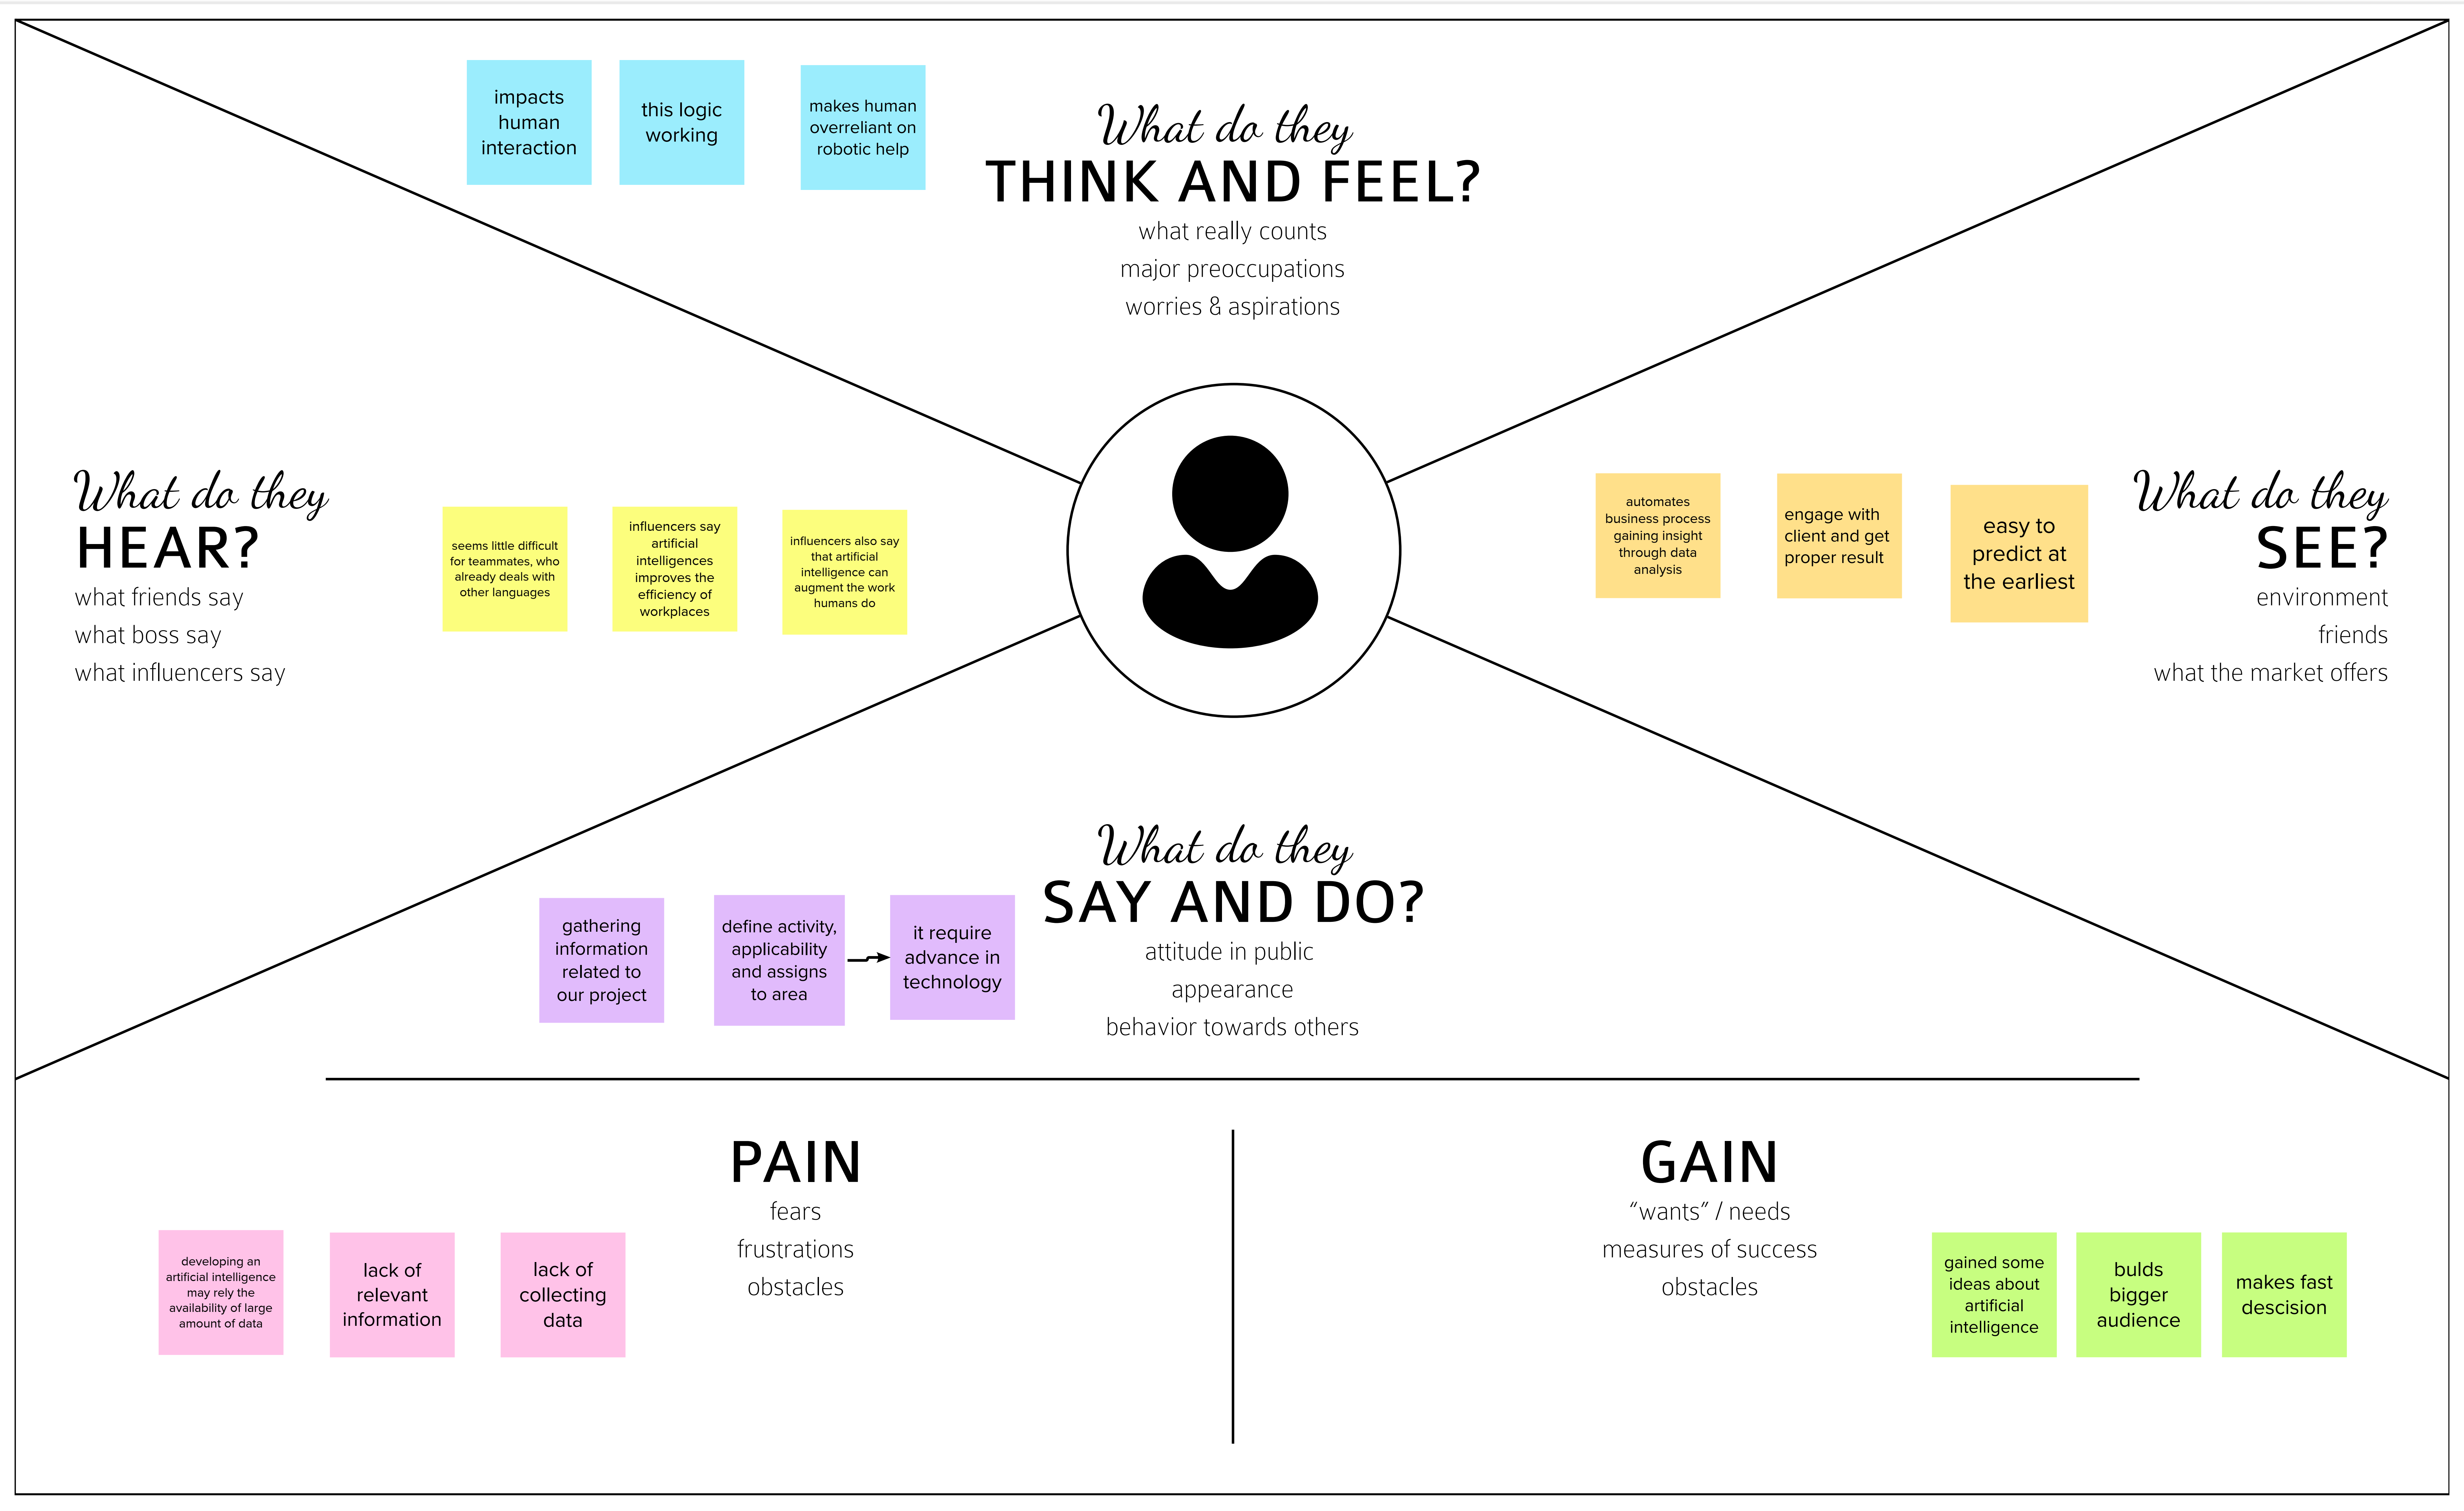 impacts
human
interaction
this logic
working
makes human
overreliant on
robotic help
What do they
THINK AND FEEL?
what really counts
major preoccupations
worries & aspirations
What do they
HEAR?
what friends say
what boss say
what influencers say
seems little difficult
for teammates, who
already deals with
other languages
influencers say
artificial
intelligences
improves the
efficiency of
workplaces
influencers also say
that artificial
intelligence can
augment the work
humans do
automates
business process
gaining insight
through data
analysis
engage with
client and get
proper result
easy to
predict at
the earliest
What do they
SEE?
environment
friends
what the market offers
What do they
SAY AND DO?
attitude in public
appearance
behavior towards others
gathering
information
related to
our project
define activity,
applicability
and assigns
to area
it require
advance in
technology
PAIN
fears
frustrations
obstacles
developing an
artificial intelligence
may rely the
availability of large
amount of data
lack of
relevant
information
lack of
collecting
data
GAIN
“wants” / needs
measures of success
obstacles
gained some
ideas about
artificial
intelligence
bulds
bigger
audience
makes fast
descision